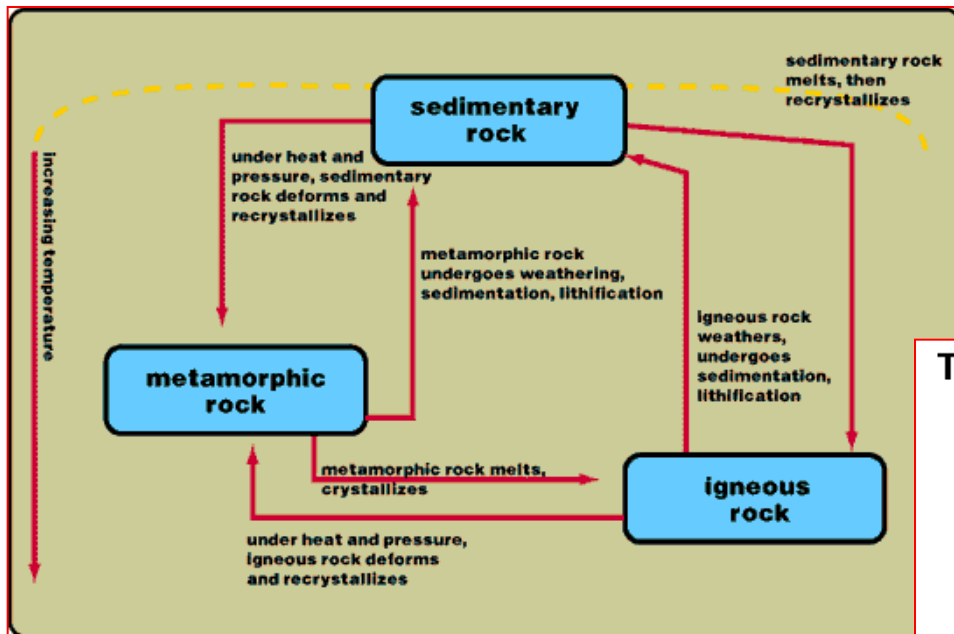 sedimentary rock
melts, then
recrystallizes
sedimentary
rock
under heat and
pressure, sedimentary
rock deforms and
recrystallizes
increasing temperature
metamorphic rock
undergoes weathering,
sedimentation, lithification
igneous rock
weathers,
undergoes
sedimentation,
lithification
T
metamorphic
rock
metamorphic rock melts,
crystallizes
igneous
rock
under heat and pressure,
igneous rock deforms
and recrystallizes